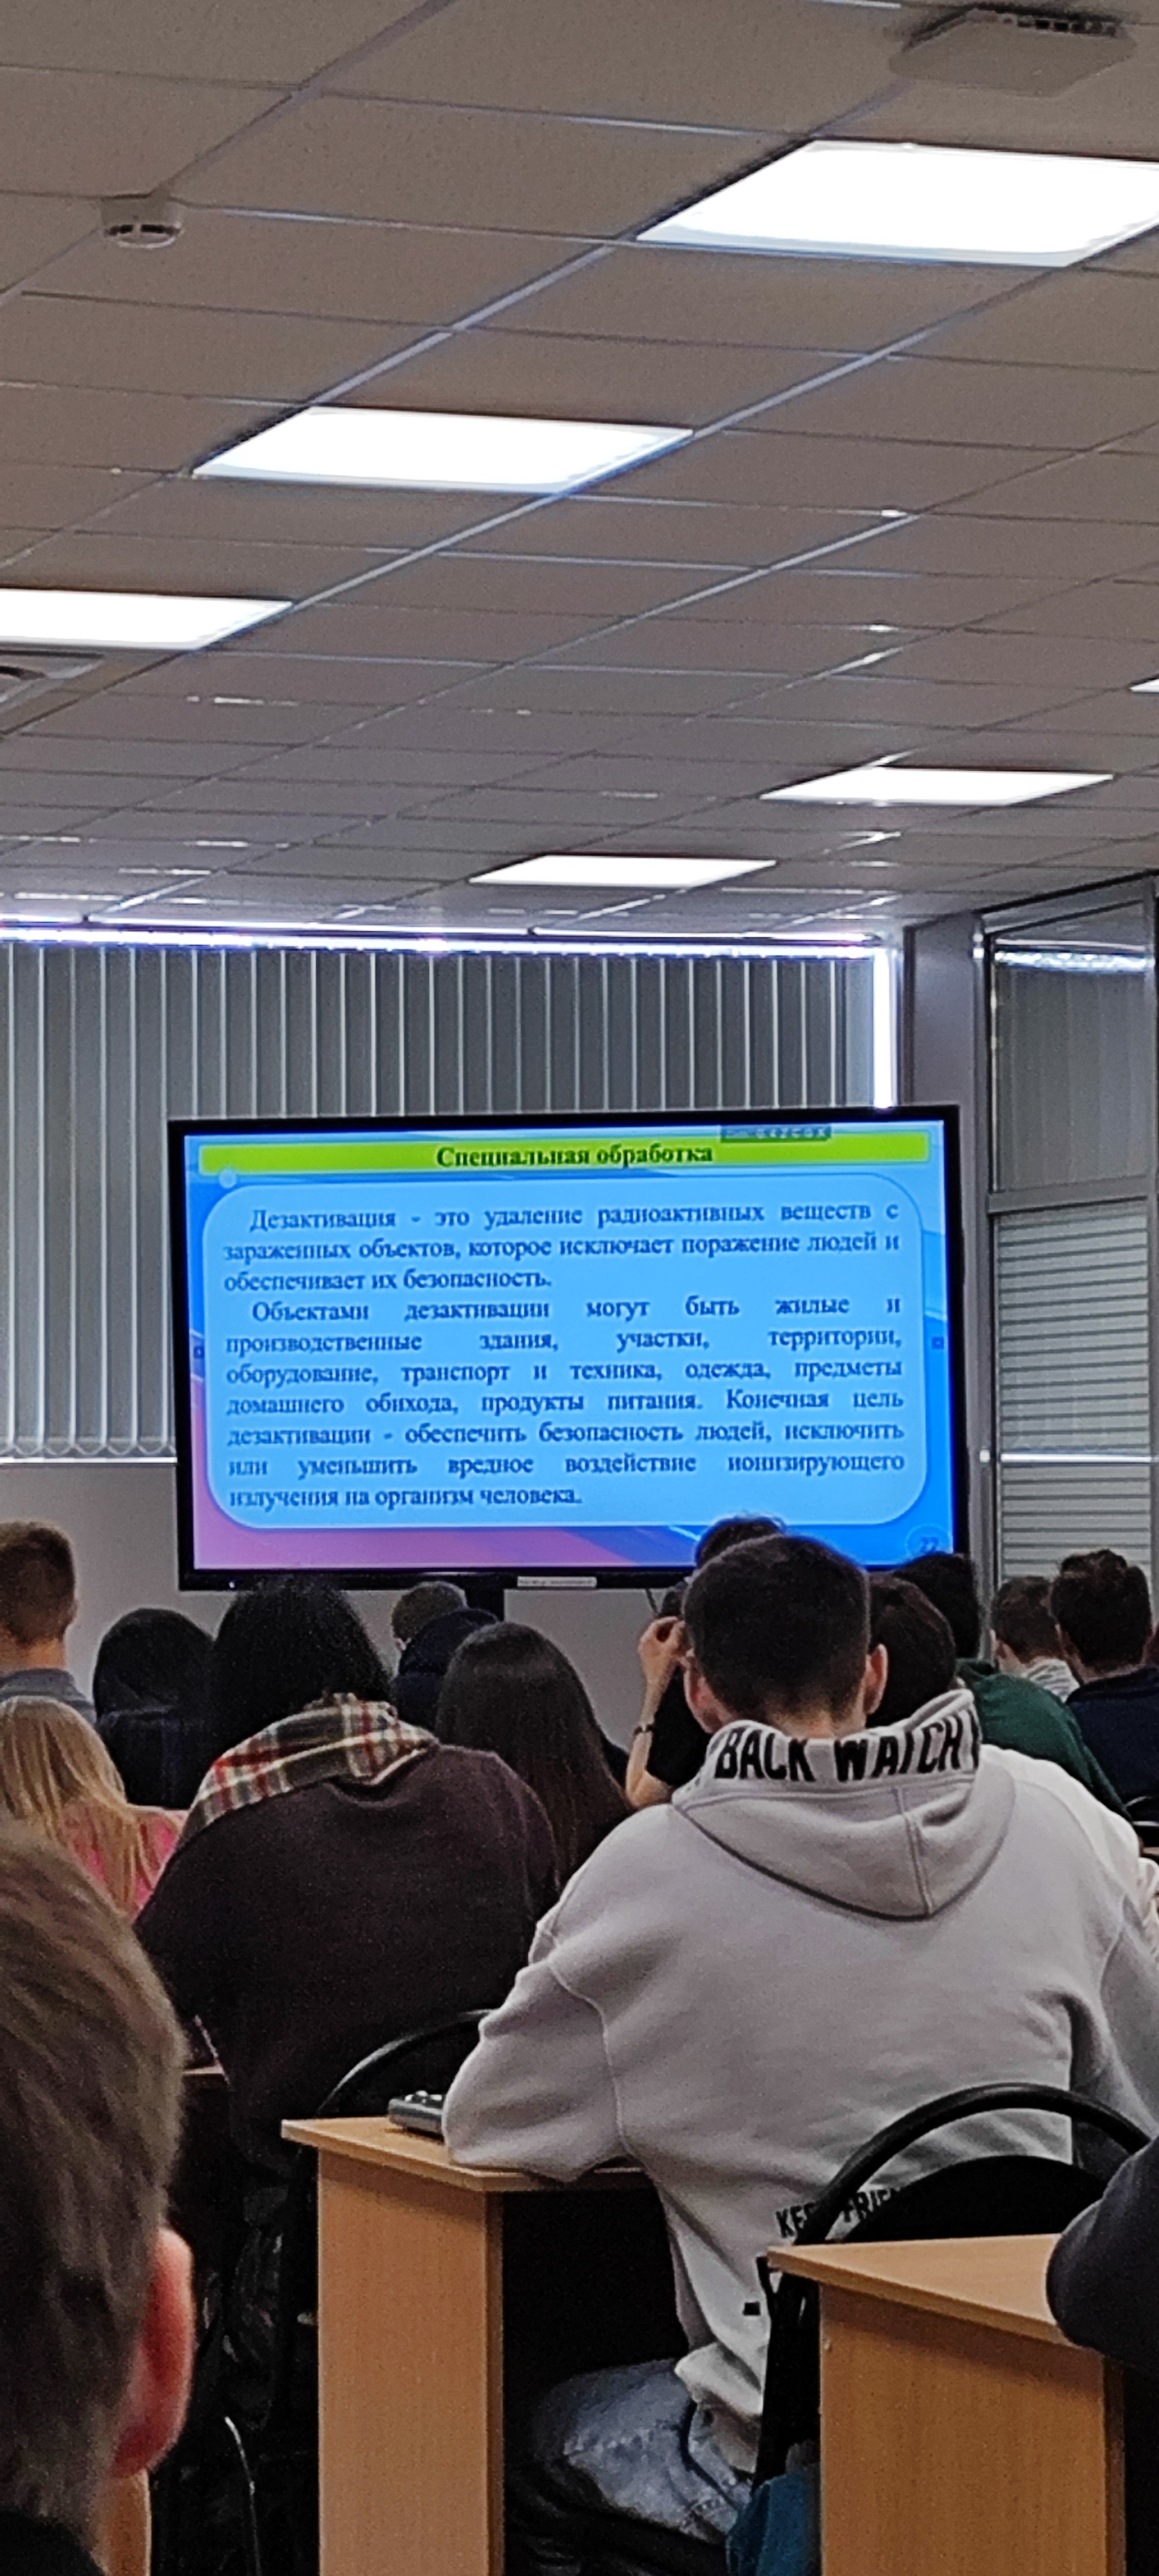 Специальная обработка
Дезактивация - это удаление радиоактивных веществ с
зараженных объектов, которое исключает поражение людей и
обеспечивает их безопасность.
Объектами дезактивации могут быть жилые и
производственные здания, участки, территории,
оборудование, транспорт и техника, одежда, предметы
домашнего обихода, продукты питания. Конечная цель
дезактивации - обеспечить безопасность людей, исключить
или уменьшить вредное воздействие ионизирующего
излучения на организм человека.
22
BACK WATCH